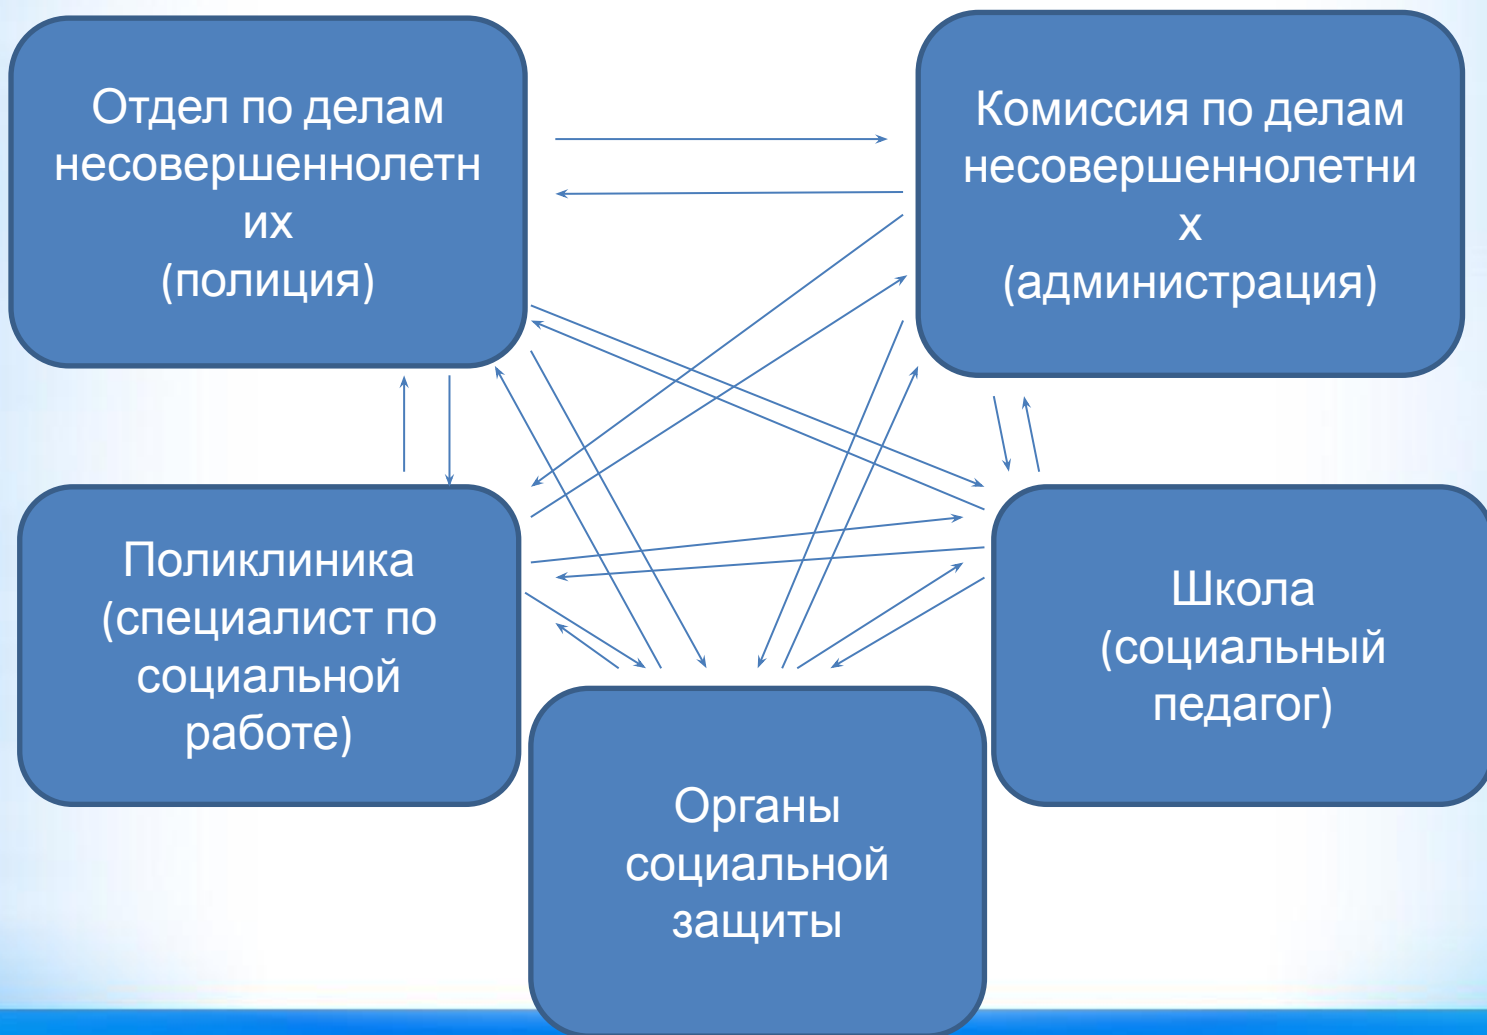 Отдел по делам
несовершеннолетн
их
(полиция)
Комиссия по делам
несовершеннолетни
х
(администрация)
Поликлиника
(специалист по
социальной
работе)
Школа
(социальный
педагог)
Органы
социальной
защиты